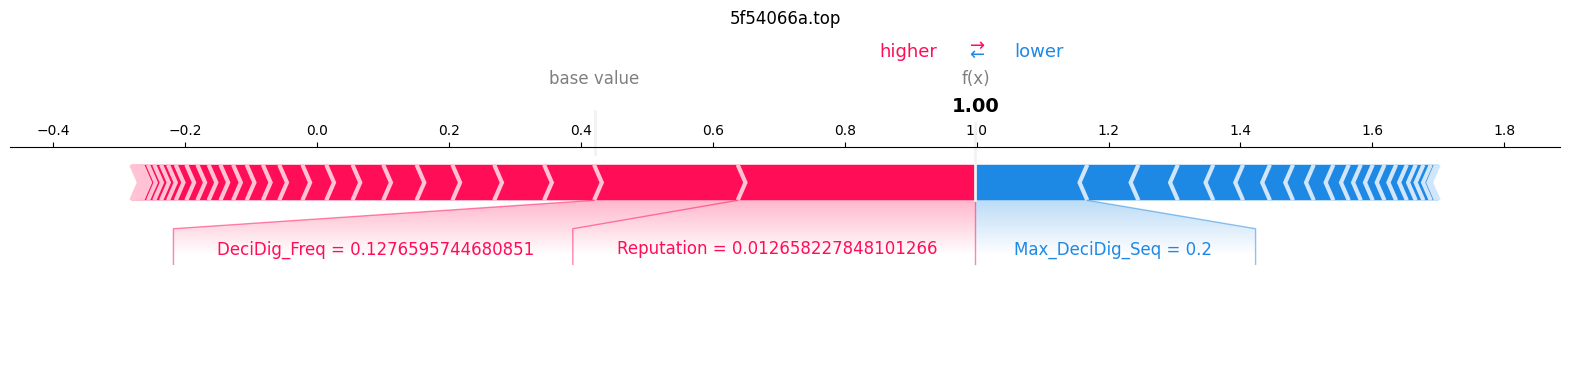 5f54066a.top
higher ⇄ lower
base value f(x)
1.00
−0.4 −0.2 0.0 0.2 0.4 0.6 0.8 1.0 1.2 1.4 1.6 1.8
DeciDig_Freq = 0.1276595744680851 Reputation = 0.012658227848101266 Max_DeciDig_Seq = 0.2